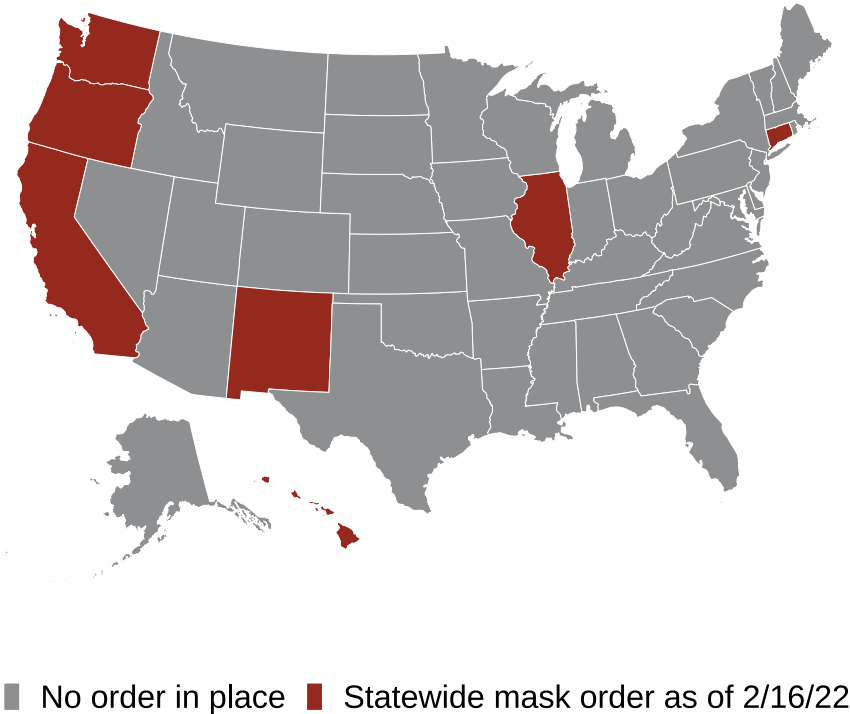 No order in place Statewide mask order as of 2/16/22